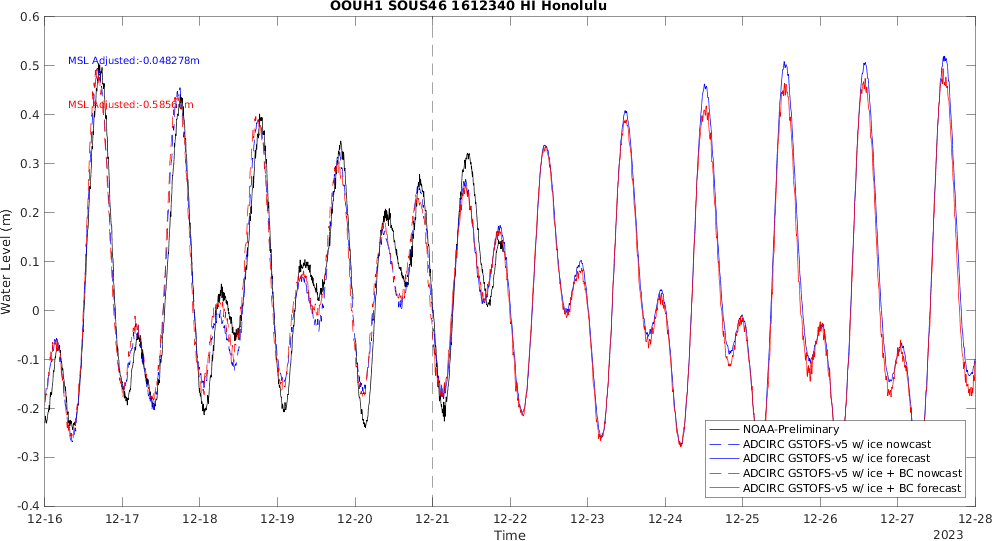 OOUH1 SOUS46 1612340 HI Honolulu
0.6
0.5
0.4
0.3
0.2
0.1
0
-0.1
-0.2
-0.3
-0.4
Water Level (m)
MSL Adjusted:-0.048278m
MSL Adjusted:
NOAA-Preliminary
ADCIRC GSTOFS-v5 w/ ice nowcast
ADCIRC GSTOFS-v5 w/ ice forecast
ADCIRC GSTOFS-v5 w/ ice + BC nowcast
ADCIRC GSTOFS-v5 w/ ice + BC forecast
12-16 12-17 12-18 12-19 12-20 12-21 12-22 12-23 12-24 12-25 12-26 12-27 12-28
Time
2023